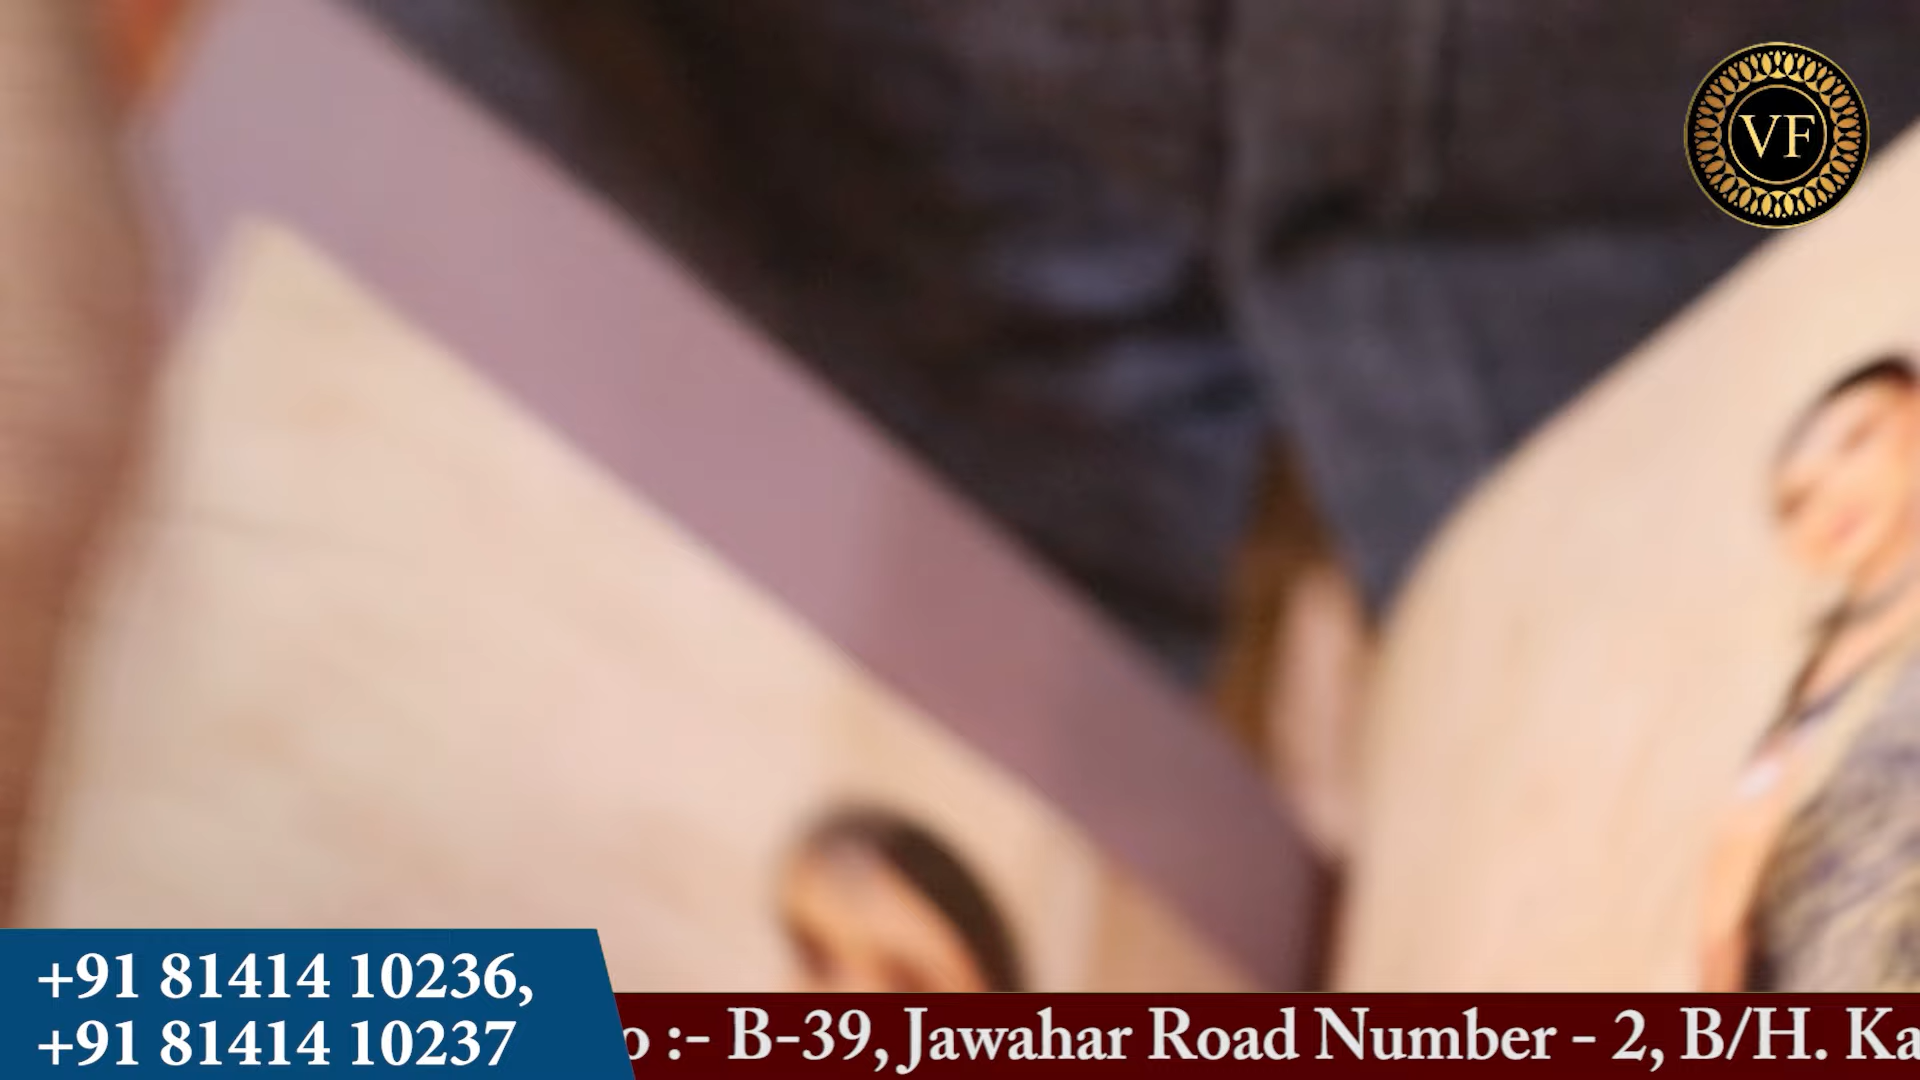 VF
+91 81414 10236,
+91 81414 10237
:- B-39, Jawahar Road Number - 2, B/H.